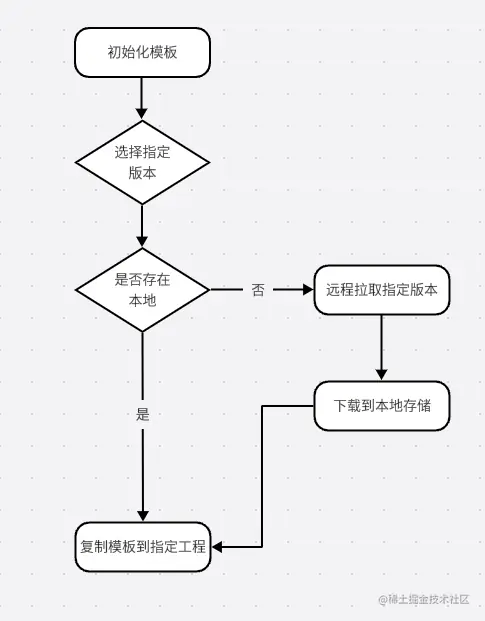 初始化模板
选择指定
版本
是否存在
本地
否
远程拉取指定版本
下载到本地存储
是
复制模板到指定工程
@稀土掘金技术社区